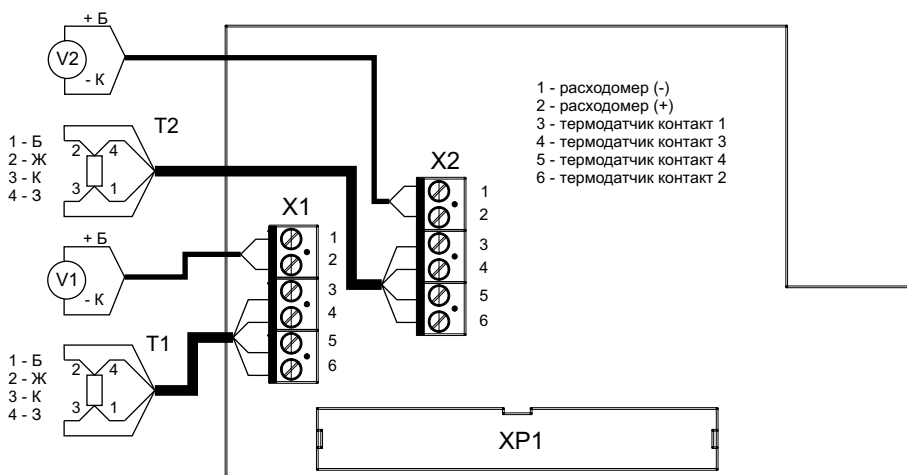 + Б
V2
- К
T2
1 - Б
2 - Ж
3 - К
4 - З
2 4
3 1
+ Б
V1
- К
T1
1 - Б
2 - Ж
3 - К
4 - З
2 4
3 1
X1
1
2
3
4
5
6
X2
1
2
3
4
5
6
1 - расходомер (-)
2 - расходомер (+)
3 - термодатчик контакт 1
4 - термодатчик контакт 3
5 - термодатчик контакт 4
6 - термодатчик контакт 2
XP1